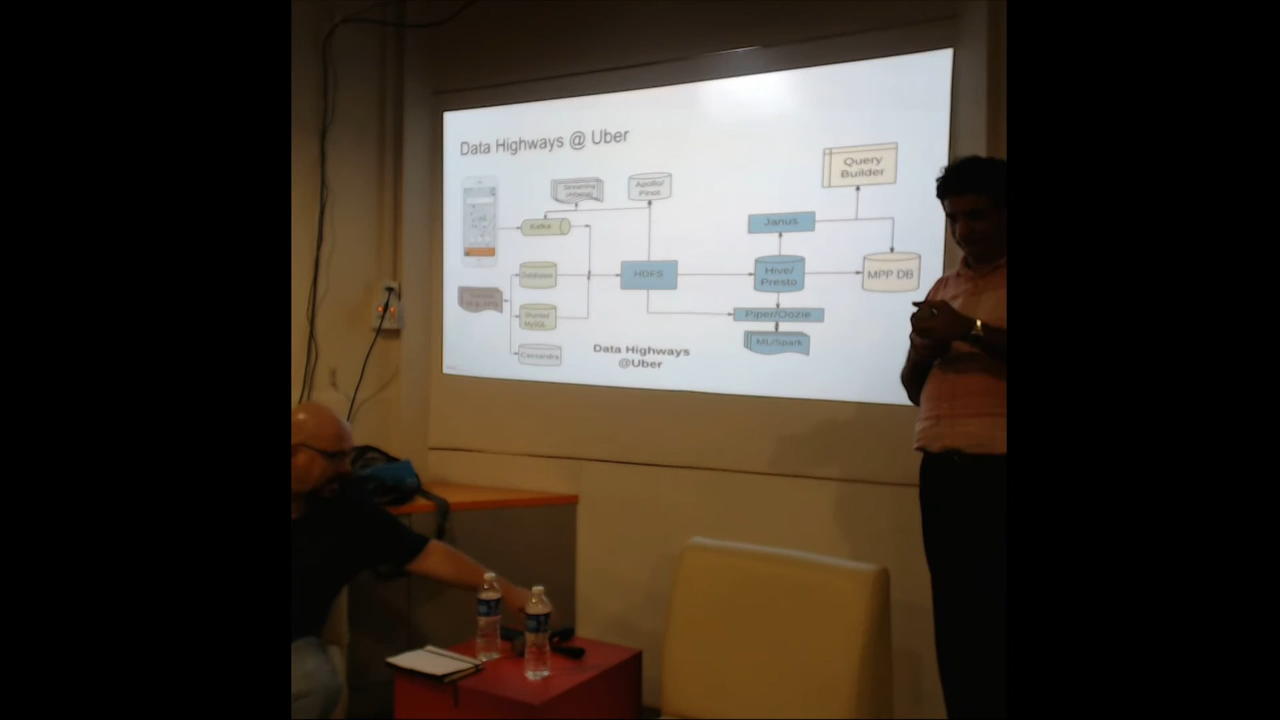 Data Highways @ Uber
Streaming
Apollo/
Pinot
Query
Builder
Kafka
Janus
Databases
HDFS
Hive/
Presto
MPP DB
Sharded
MySQL
Piper/Oozie
ML/Spark
Cassandra
Data Highways
@Uber